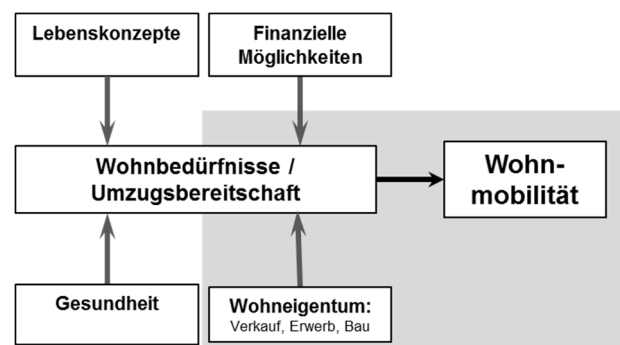 Lebenskonzepte
Finanzielle
Möglichkeiten
Wohnbedürfnisse /
Umzugsbereitschaft
Wohn-
mobilität
Gesundheit
Wohneigentum:
Verkauf, Erwerb, Bau